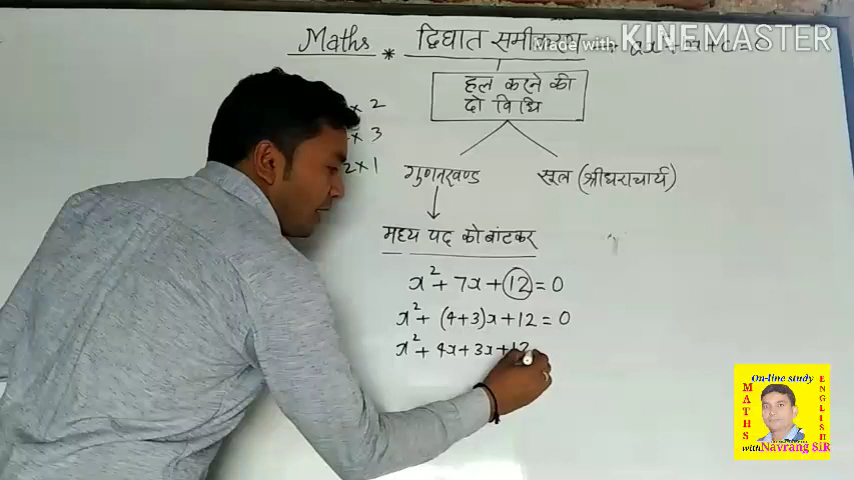 Maths * द्विघात समीकरण
Made with KINEMASTER
हल करने की
दो विधि
x 2
x 3
2 x 1
गुणनखण्ड
सूत्र (श्रीधराचार्य)
मध्य पद को बांटकर
x² + 7x + 12 = 0
x² + (4+3)x + 12 = 0
x² + 4x + 3x + 12
On-line study
MATHS
ENGLISH
with Navrang SiR